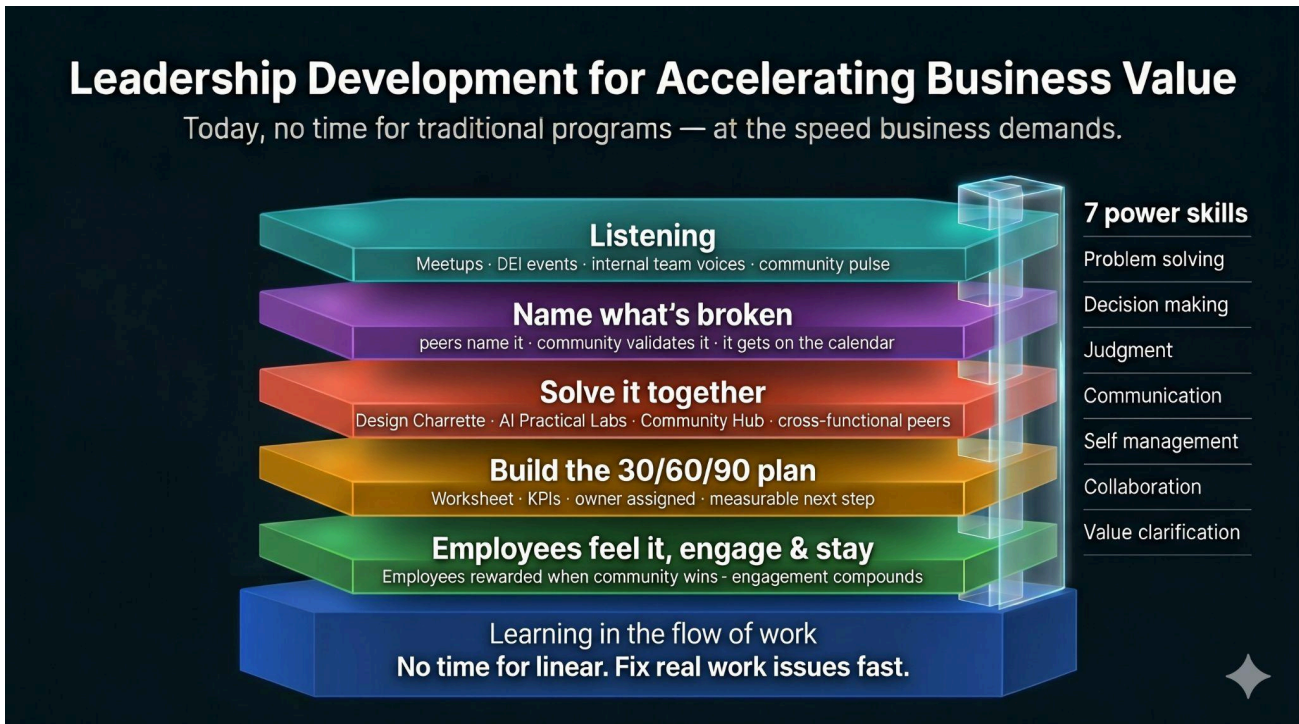 Leadership Development for Accelerating Business Value
Today, no time for traditional programs — at the speed business demands.
Listening
Meetups · DEI events · internal team voices · community pulse
Name what's broken
peers name it · community validates it · it gets on the calendar
Solve it together
Design Charrette · AI Practical Labs · Community Hub · cross-functional peers
Build the 30/60/90 plan
Worksheet · KPIs · owner assigned · measurable next step
Employees feel it, engage & stay
Employees rewarded when community wins - engagement compounds
Learning in the flow of work
No time for linear. Fix real work issues fast.
7 power skills
Problem solving
Decision making
Judgment
Communication
Self management
Collaboration
Value clarification